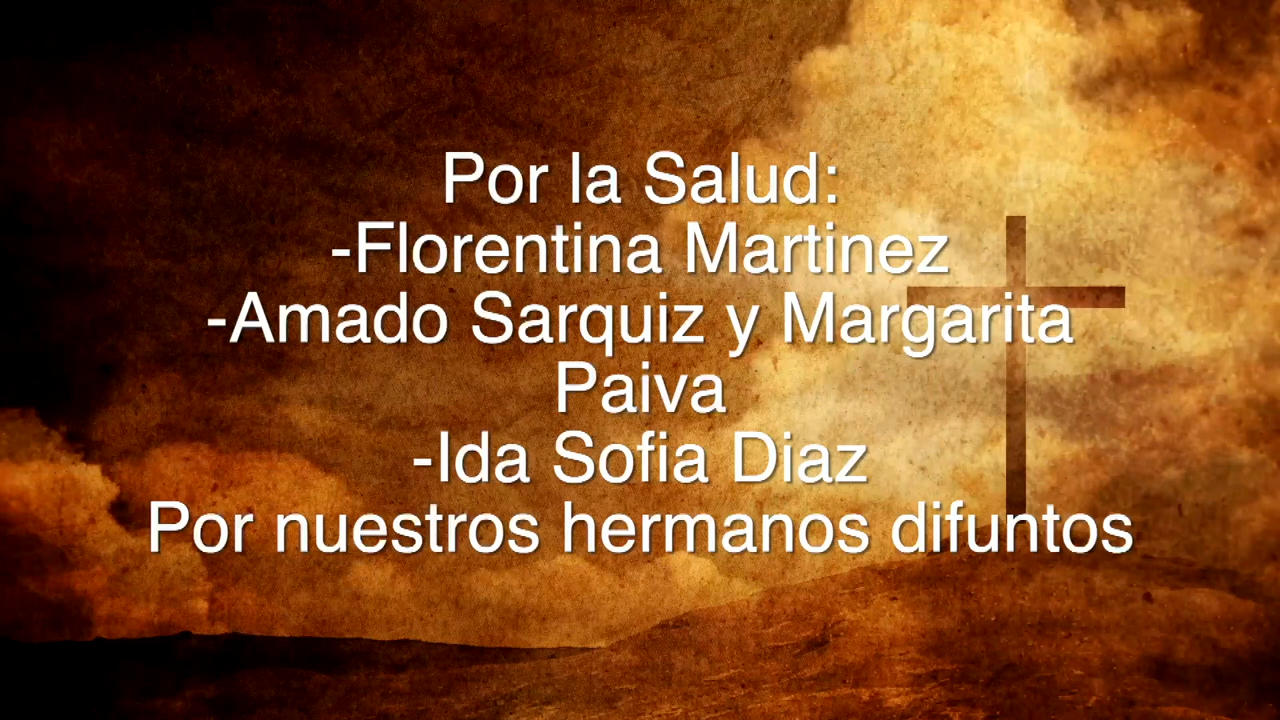 Por la Salud:
-Florentina Martinez
-Amado Sarquiz y Margarita
Paiva
-Ida Sofia Diaz
Por nuestros hermanos difuntos